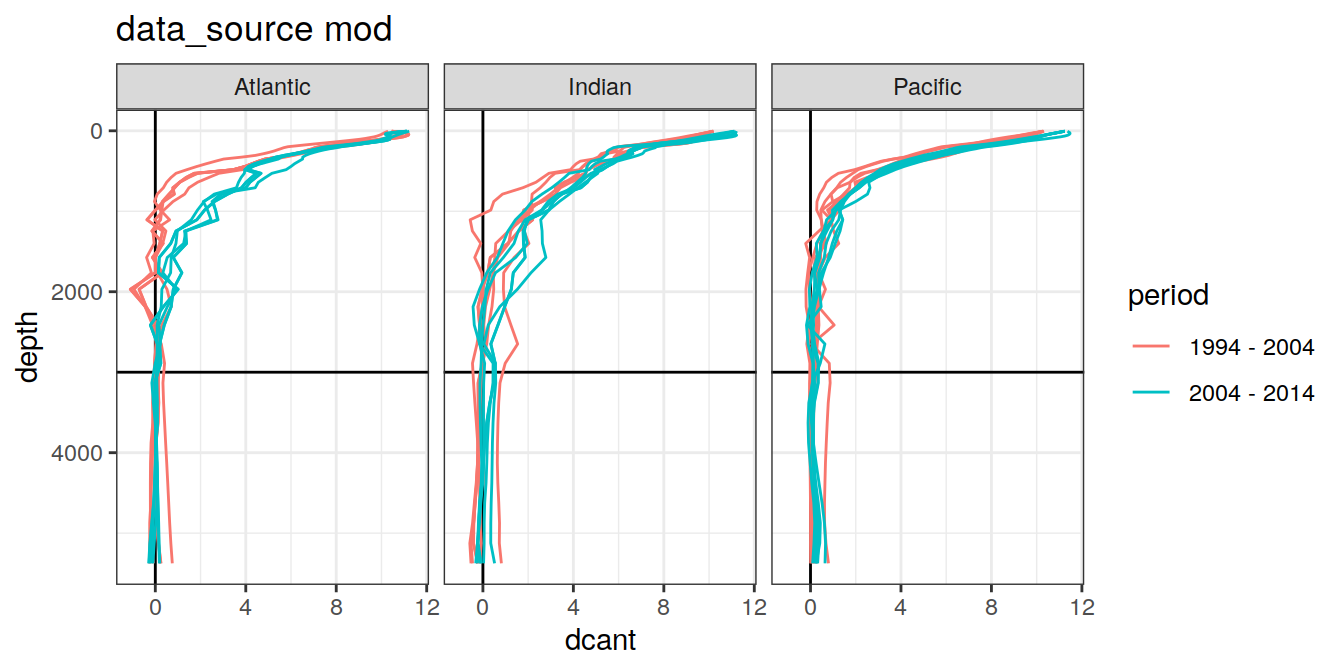 data_source mod
Atlantic
Indian
Pacific
0
2000
4000
depth
0 4 8 12
0 4 8 12
0 4 8 12
dcant
period
1994 - 2004
2004 - 2014